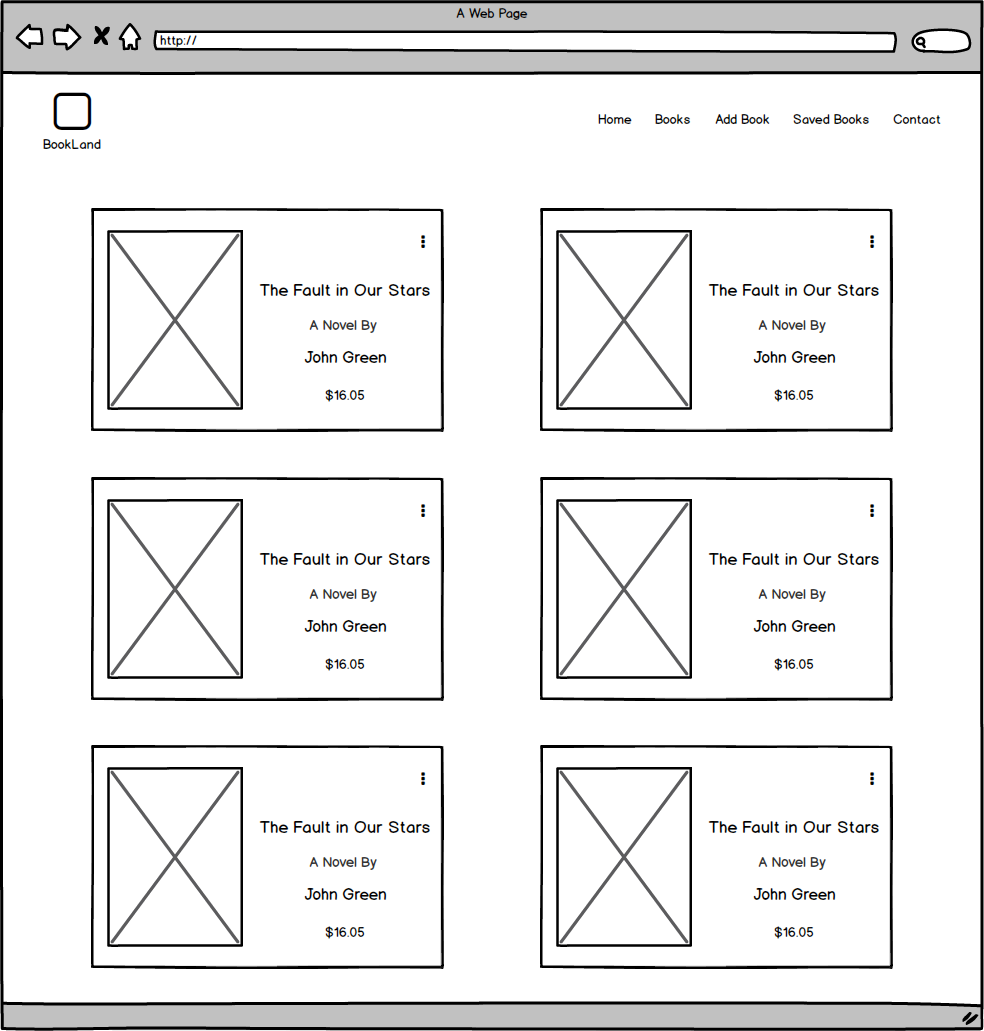 A Web Page
http://
BookLand
Home Books Add Book Saved Books Contact
The Fault in Our Stars
A Novel By
John Green
$16.05
The Fault in Our Stars
A Novel By
John Green
$16.05
The Fault in Our Stars
A Novel By
John Green
$16.05
The Fault in Our Stars
A Novel By
John Green
$16.05
The Fault in Our Stars
A Novel By
John Green
$16.05
The Fault in Our Stars
A Novel By
John Green
$16.05